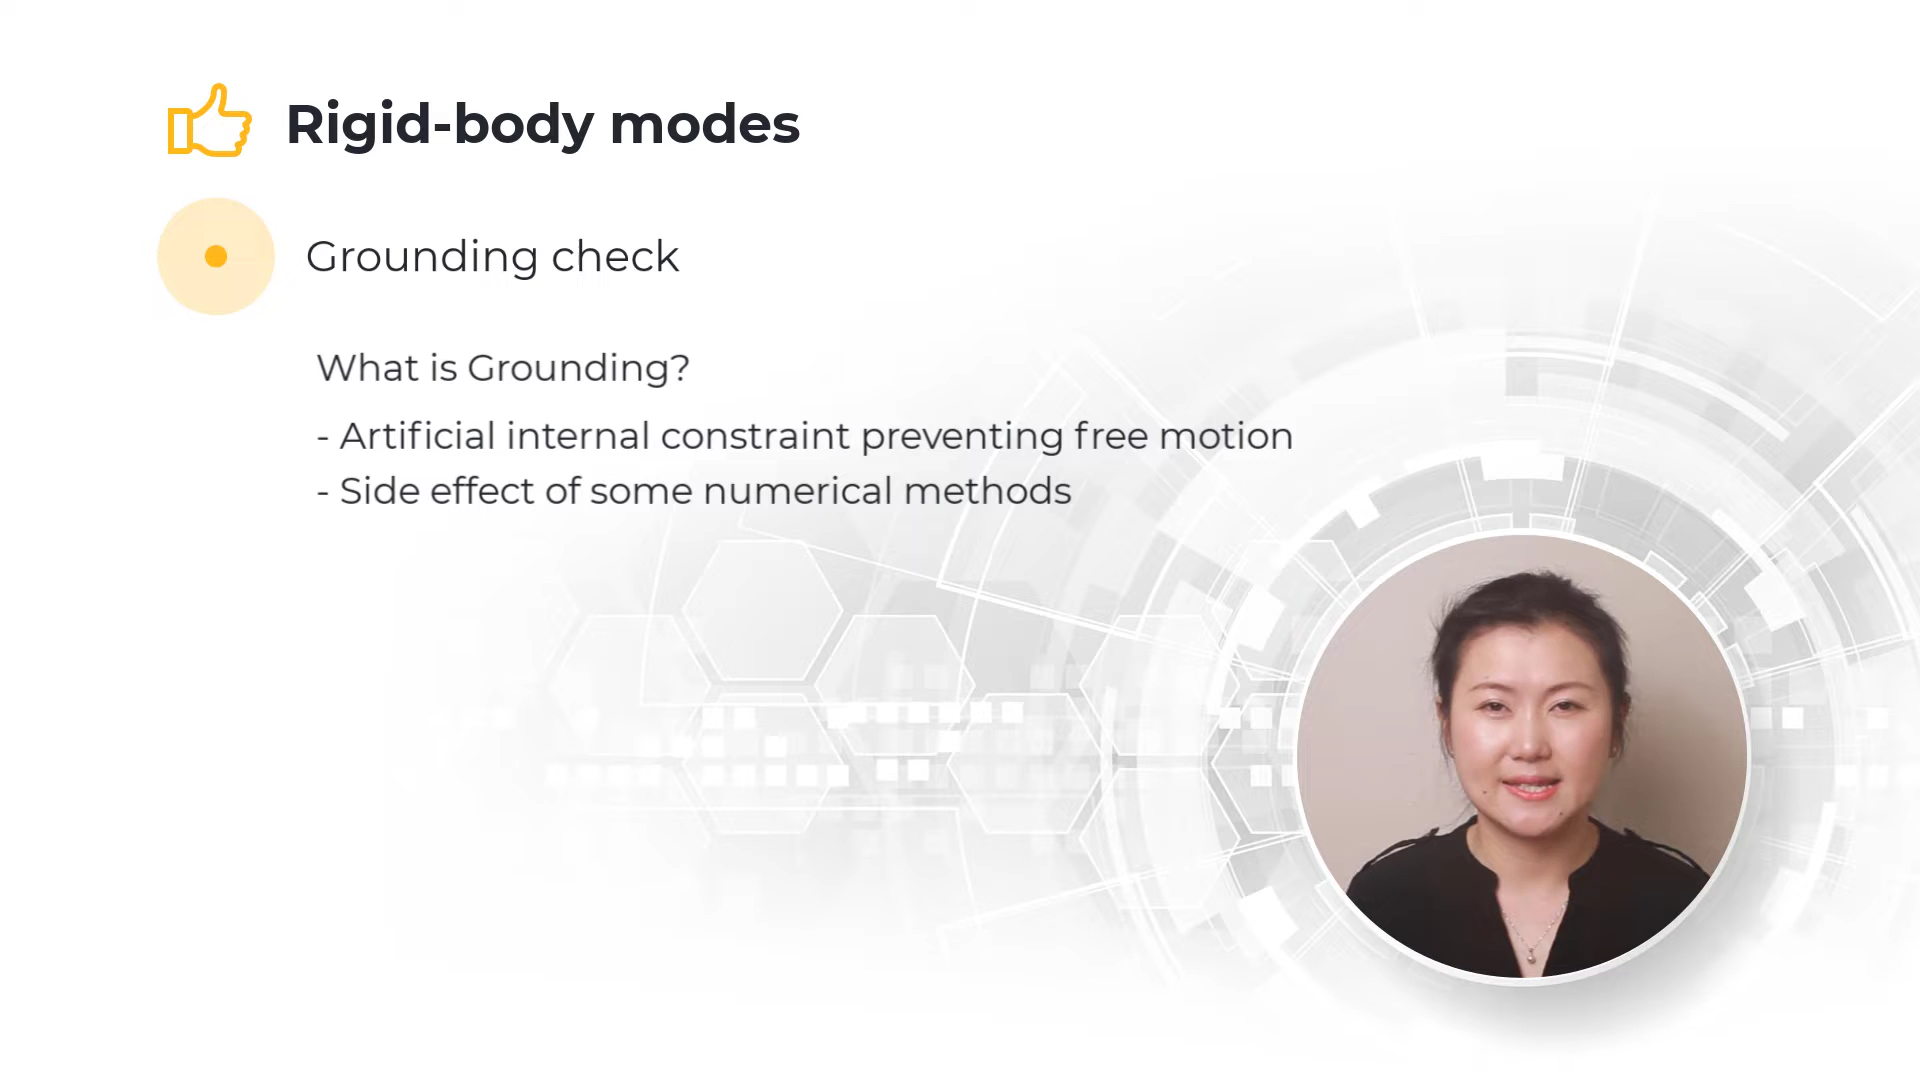 Rigid-body modes
Grounding check
What is Grounding?
- Artificial internal constraint preventing free motion
- Side effect of some numerical methods